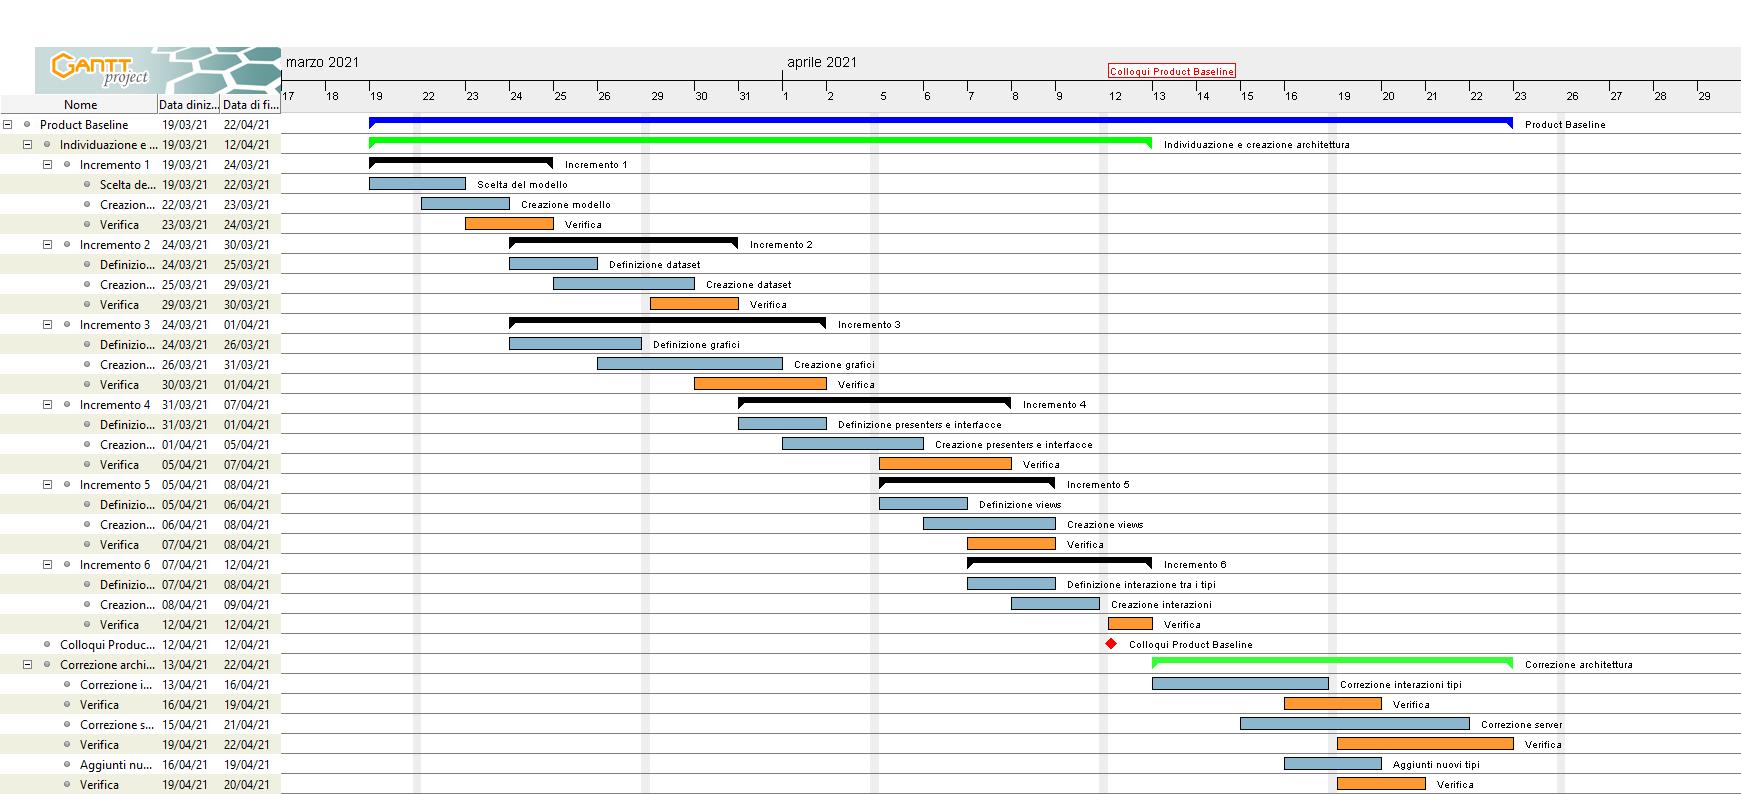 GANTT
project
marzo 2021
aprile 2021
Colloqui Product Baseline
17 18 19 22 23 24 25 26 29 30 31 1 2 5 6 7 8 9 12 13 14 15 16 19 20 21 22 23 26 27 28 29
Nome Data diniz... Data di fi...
Product Baseline 19/03/21 22/04/21 Product Baseline
Individuazione e ... 19/03/21 12/04/21 Individuazione e creazione architettura
Incremento 1 19/03/21 24/03/21 Incremento 1
Scelta de... 19/03/21 22/03/21 Scelta del modello
Creazion... 22/03/21 23/03/21 Creazione modello
Verifica 23/03/21 24/03/21 Verifica
Incremento 2 24/03/21 30/03/21 Incremento 2
Definizio... 24/03/21 25/03/21 Definizione dataset
Creazion... 25/03/21 29/03/21 Creazione dataset
Verifica 29/03/21 30/03/21 Verifica
Incremento 3 24/03/21 01/04/21 Incremento 3
Definizio... 24/03/21 26/03/21 Definizione grafici
Creazion... 26/03/21 31/03/21 Creazione grafici
Verifica 30/03/21 01/04/21 Verifica
Incremento 4 31/03/21 07/04/21 Incremento 4
Definizio... 31/03/21 01/04/21 Definizione presenters e interfacce
Creazion... 01/04/21 05/04/21 Creazione presenters e interfacce
Verifica 05/04/21 07/04/21 Verifica
Incremento 5 05/04/21 08/04/21 Incremento 5
Definizio... 05/04/21 06/04/21 Definizione views
Creazion... 06/04/21 08/04/21 Creazione views
Verifica 07/04/21 08/04/21 Verifica
Incremento 6 07/04/21 12/04/21 Incremento 6
Definizio... 07/04/21 08/04/21 Definizione interazione tra i tipi
Creazion... 08/04/21 09/04/21 Creazione interazioni
Verifica 12/04/21 12/04/21 Verifica
Colloqui Produc... 12/04/21 12/04/21 Colloqui Product Baseline
Correzione archi... 13/04/21 22/04/21 Correzione architettura
Correzione i... 13/04/21 16/04/21 Correzione interazioni tipi
Verifica 16/04/21 19/04/21 Verifica
Correzione s... 15/04/21 21/04/21 Correzione server
Verifica 19/04/21 22/04/21 Verifica
Aggiunti nu... 16/04/21 19/04/21 Aggiunti nuovi tipi
Verifica 19/04/21 20/04/21 Verifica